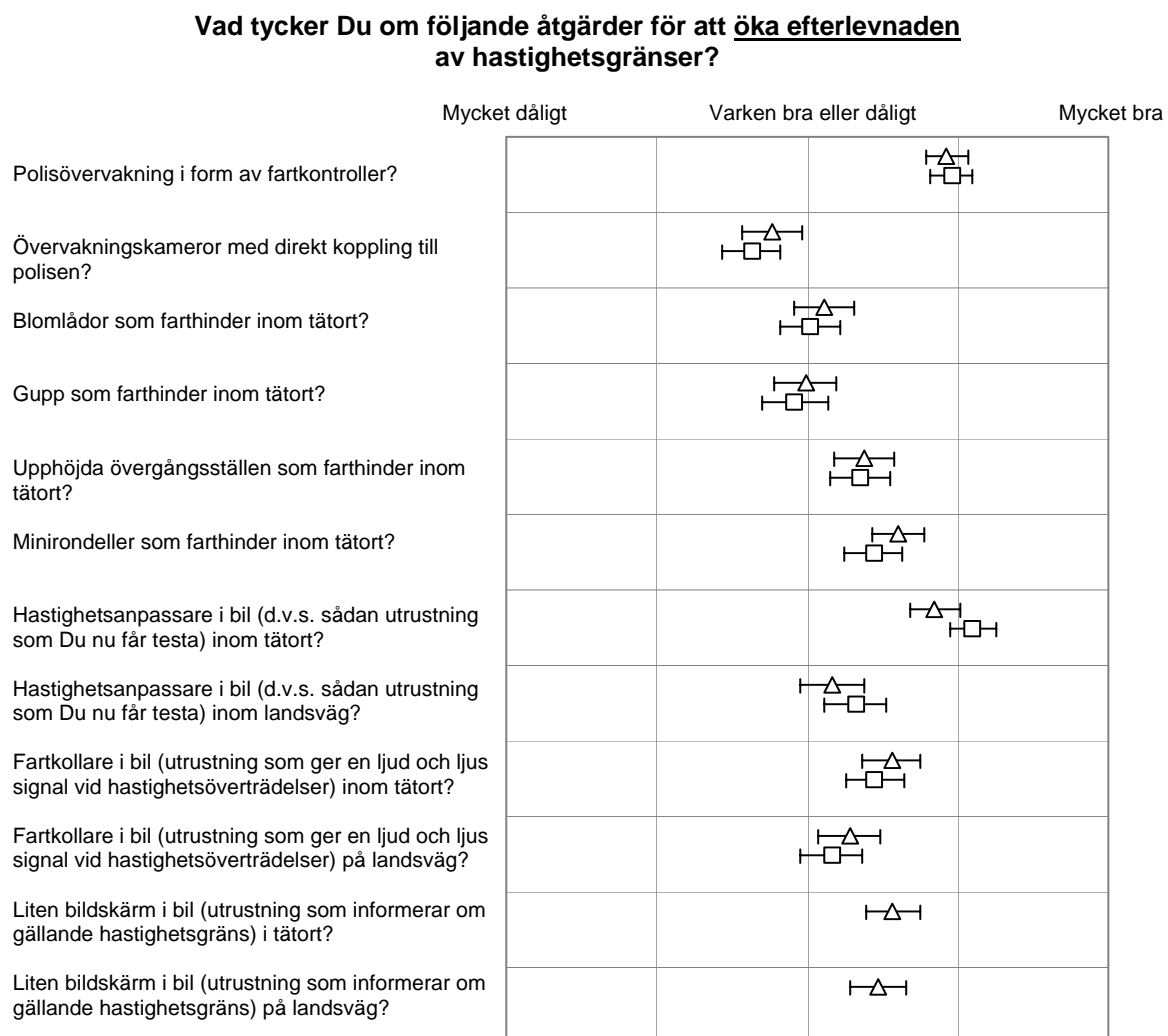 Vad tycker Du om följande åtgärder för att öka efterlevnaden
av hastighetsgränser?
Mycket dåligt Varken bra eller dåligt Mycket bra
Polisövervakning i form av fartkontroller?
Övervakningskameror med direkt koppling till
polisen?
Blomlådor som farthinder inom tätort?
Gupp som farthinder inom tätort?
Upphöjda övergångsställen som farthinder inom
tätort?
Minirondeller som farthinder inom tätort?
Hastighetsanpassare i bil (d.v.s. sådan utrustning
som Du nu får testa) inom tätort?
Hastighetsanpassare i bil (d.v.s. sådan utrustning
som Du nu får testa) inom landsväg?
Fartkollare i bil (utrustning som ger en ljud och ljus
signal vid hastighetsöverträdelser) inom tätort?
Fartkollare i bil (utrustning som ger en ljud och ljus
signal vid hastighetsöverträdelser) på landsväg?
Liten bildskärm i bil (utrustning som informerar om
gällande hastighetsgräns) i tätort?
Liten bildskärm i bil (utrustning som informerar om
gällande hastighetsgräns) på landsväg?